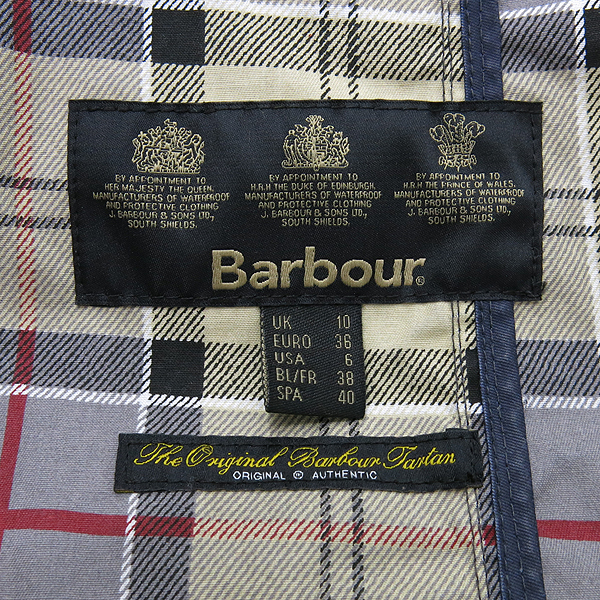 BY APPOINTMENT TO
HER MAJESTY THE QUEEN,
MANUFACTURERS OF WATERPROOF
AND PROTECTIVE CLOTHING
J. BARBOUR & SONS LTD,
SOUTH SHIELDS.
BY APPOINTMENT TO
H.R.H THE DUKE OF EDINBURGH,
MANUFACTURERS OF WATERPROOF
AND PROTECTIVE CLOTHING
J. BARBOUR & SONS LTD,
SOUTH SHIELDS.
BY APPOINTMENT TO
H.R.H THE PRINCE OF WALES,
MANUFACTURERS OF WATERPROOF
AND PROTECTIVE CLOTHING
J. BARBOUR & SONS LTD,
SOUTH SHIELDS.
Barbour®
UK 10
EURO 36
USA 6
BL/FR 38
SPA 40
The Original Barbour Tartan
ORIGINAL ® AUTHENTIC